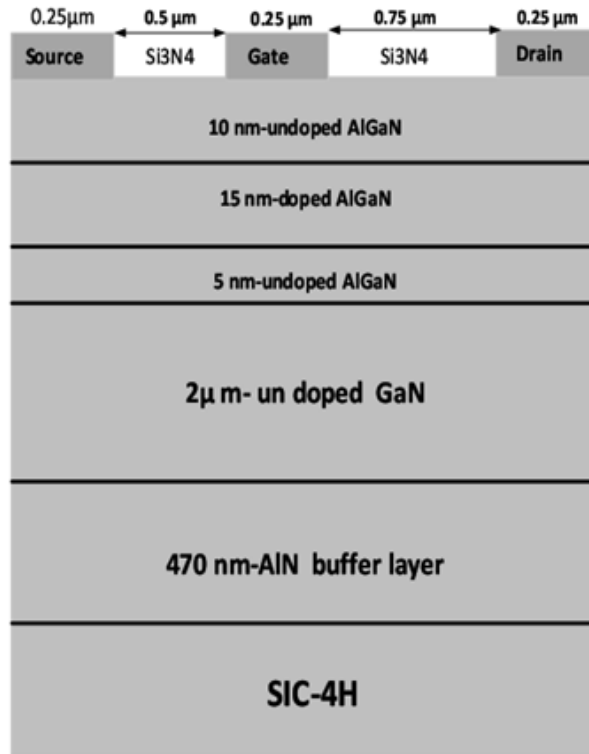 0.25μm 0.5 μm 0.25 μm 0.75 μm 0.25 μm
Source Si3N4 Gate Si3N4 Drain
10 nm-undoped AlGaN
15 nm-doped AlGaN
5 nm-undoped AlGaN
2μ m- un doped GaN
470 nm-AlN buffer layer
SIC-4H